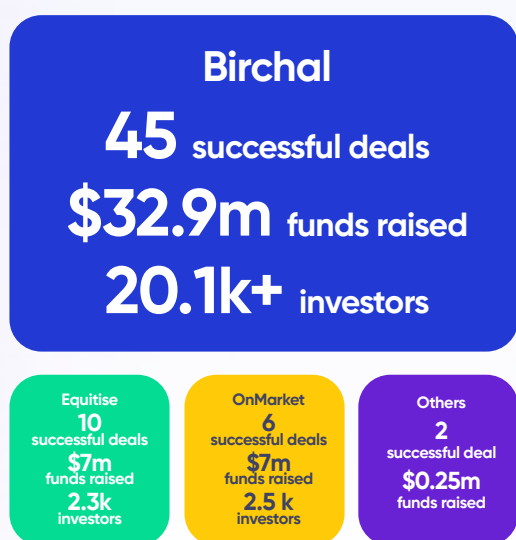 Birchal
45 successful deals
$32.9m funds raised
20.1k+ investors
Equitise
10
successful deals
$7m
funds raised
2.3k
investors
OnMarket
6
successful deals
$7m
funds raised
2.5 k
investors
Others
2
successful deal
$0.25m
funds raised